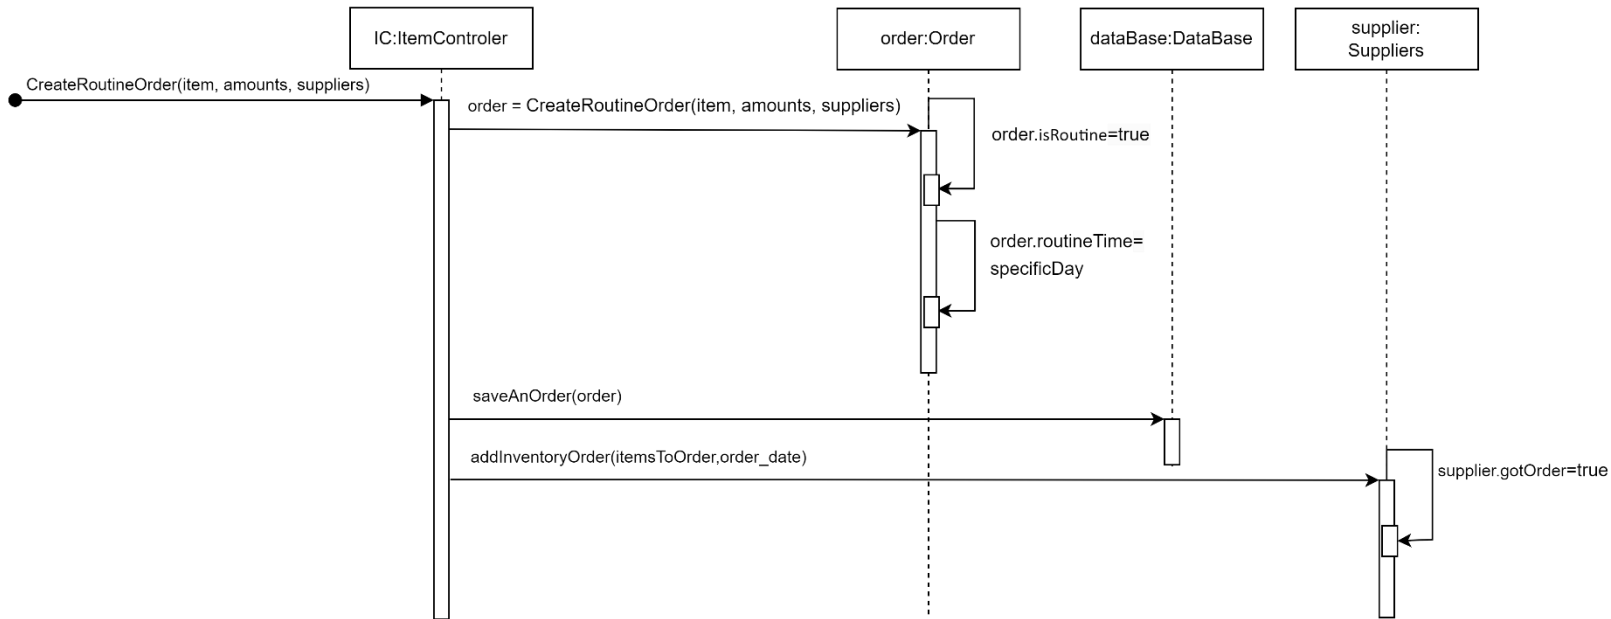 IC:ItemControler
order:Order
dataBase:DataBase
supplier:
Suppliers
CreateRoutineOrder(item, amounts, suppliers)
order = CreateRoutineOrder(item, amounts, suppliers)
order.isRoutine=true
order.routineTime=
specificDay
saveAnOrder(order)
addInventoryOrder(itemsToOrder,order_date)
supplier.gotOrder=true